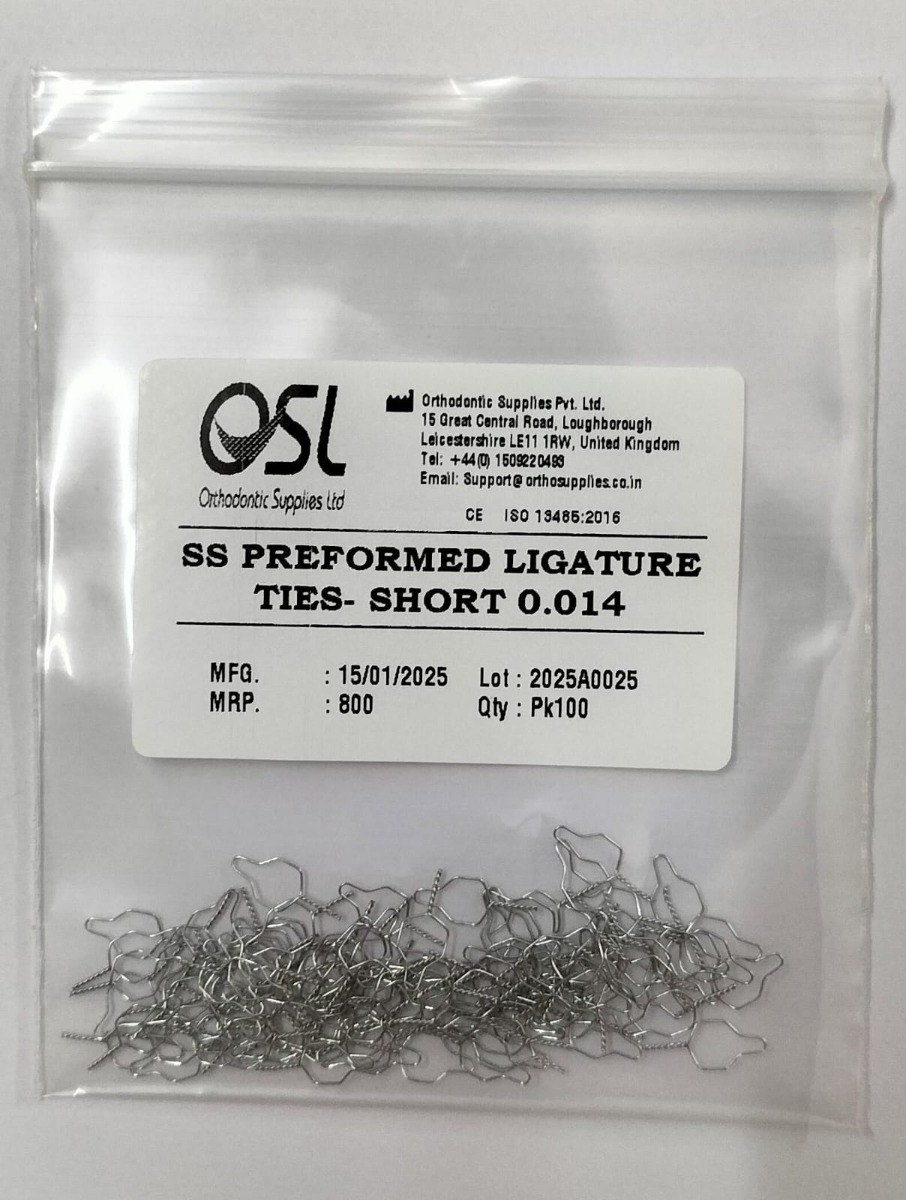 OSL
Orthodontic Supplies Ltd
Orthodontic Supplies Pvt. Ltd.
15 Great Central Road, Loughborough
Leicestershire LE11 1RW, United Kingdom
Tel: +44(0) 1509220493
Email: Support@orthosupplies.co.in
CE ISO 13485:2016
SS PREFORMED LIGATURE
TIES- SHORT 0.014
MFG. : 15/01/2025 Lot : 2025A0025
MRP. : 800 Qty : Pk100